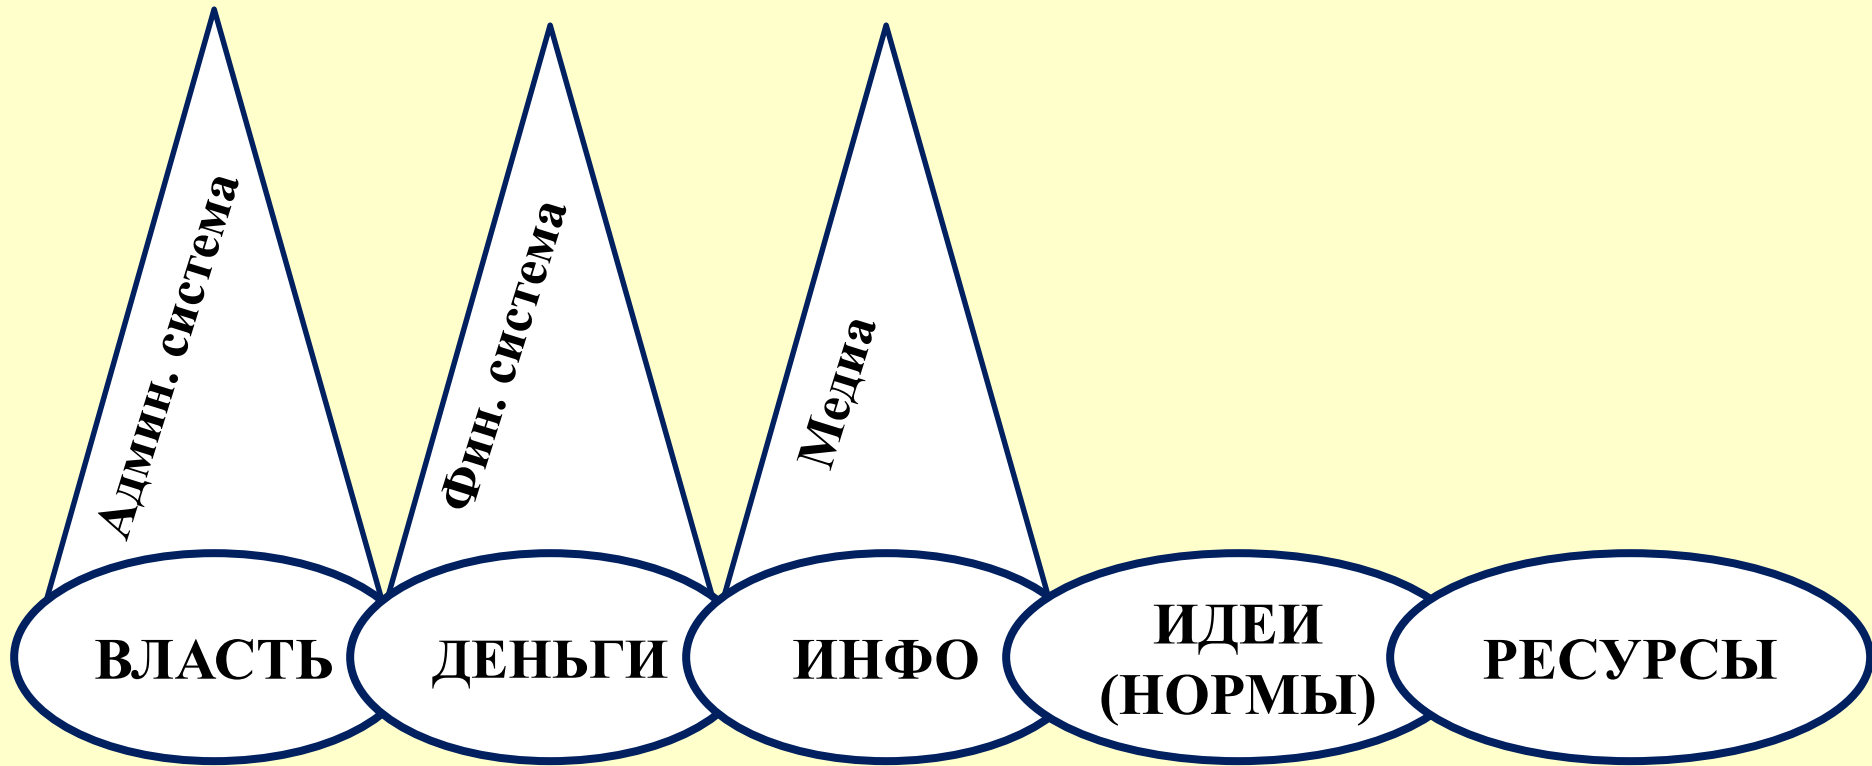 Админ. система
Фин. система
Медиа
ВЛАСТЬ
ДЕНЬГИ
ИНФО
ИДЕИ
(НОРМЫ)
РЕСУРСЫ